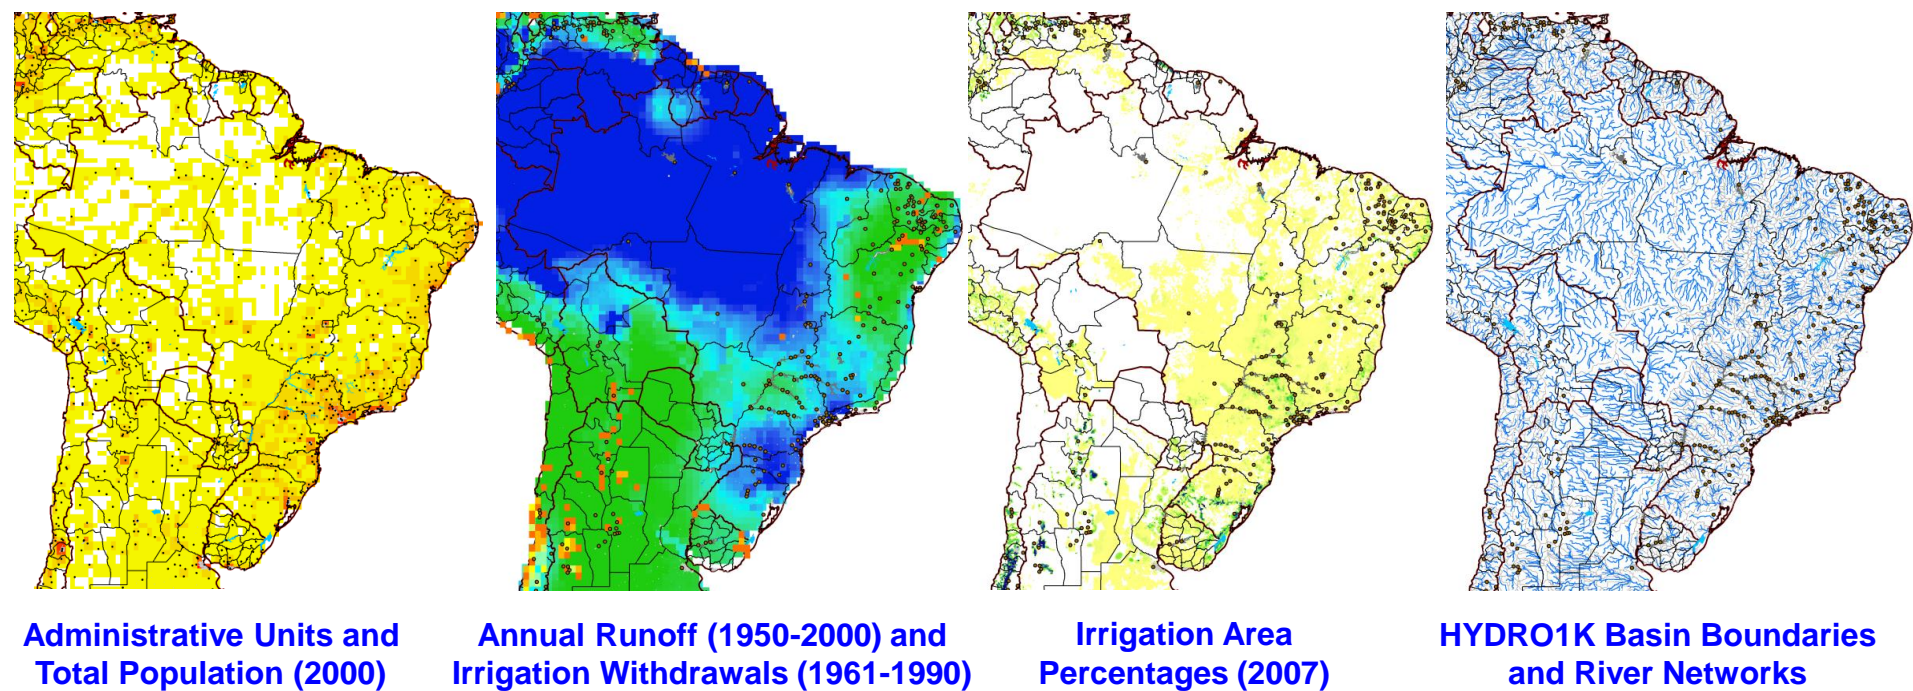 Administrative Units and
Total Population (2000)
Annual Runoff (1950-2000) and
Irrigation Withdrawals (1961-1990)
Irrigation Area
Percentages (2007)
HYDRO1K Basin Boundaries
and River Networks